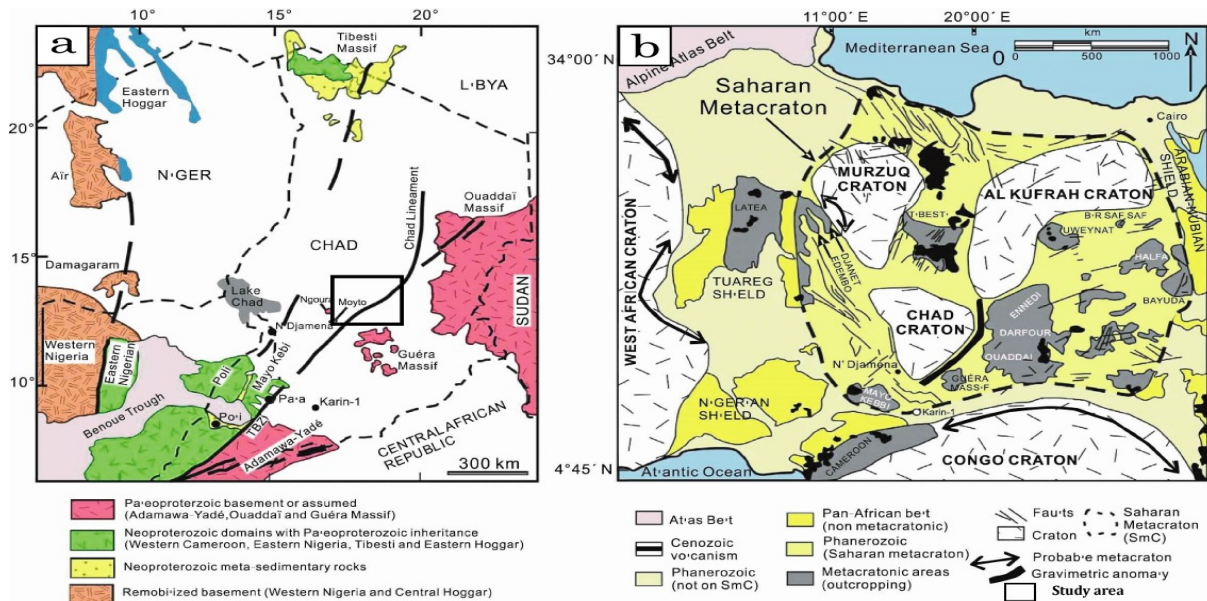 a
10°
15°
20°
Tibesti
Massif
L·BYA
Eastern
Hoggar
20°
N·GER
Aïr
Ouaddaï
Massif
Chad Lineament
CHAD
15°
Damagaram
Lake
Chad
Ngoura
Moyto
N'Djamena
SUDAN
Western
Nigeria
Eastern
Nigerian
Guéra
Massif
10°
Poli
Mayo Kebi
Pa·a
Karin-1
Benoue Trough
Po·i
TBZ
Adamawa-Yadé
CENTRAL AFRICAN
REPUBLIC
300 km
Pa·eoproterzoic basement or assumed
(Adamawa-Yadé,Ouaddaï and Guéra Massif)
Neoproterozoic domains with Pa·eoproterozoic inheritance
(Western Cameroon, Eastern Nigeria, Tibesti and Eastern Hoggar)
Neoproterozoic meta-sedimentary rocks
Remobi·ized basement (Western Nigeria and Central Hoggar)
b
11°00´E
20°00´E
34°00´N
4°45´N
Alpine Atlas Belt
Mediterranean Sea
km
0
500
1000
N
Saharan
Metacraton
Cairo
ARABIAN-NUBIAN
SHIELD
MURZUQ
CRATON
AL KUFRAH CRATON
LATEA
T·BEST·
B·R SAF SAF
UWEYNAT
HALFA
WEST AFRICAN CRATON
DJANET
EDEMBO
TUAREG
SH·ELD
BAYUDA
CHAD
CRATON
ENNEDI
DARFOUR
OUADDAI
N' Djamena
GUÉRA
MASS·F
MAYO
KEBBI
N·GER·AN
SH·ELD
Karin-1
CAMEROON
CONGO CRATON
At·antic Ocean
At·as Be·t
Cenozoic
vo·canism
Phanerozoic
(not on SmC)
Pan-African be·t
(non metacratonic)
Phanerozoic
(Saharan metacraton)
Metacratonic areas
(outcropping)
Fau·ts
Craton
Saharan
Metacraton
(SmC)
Probab·e metacraton
Gravimetric anoma·y
Study area